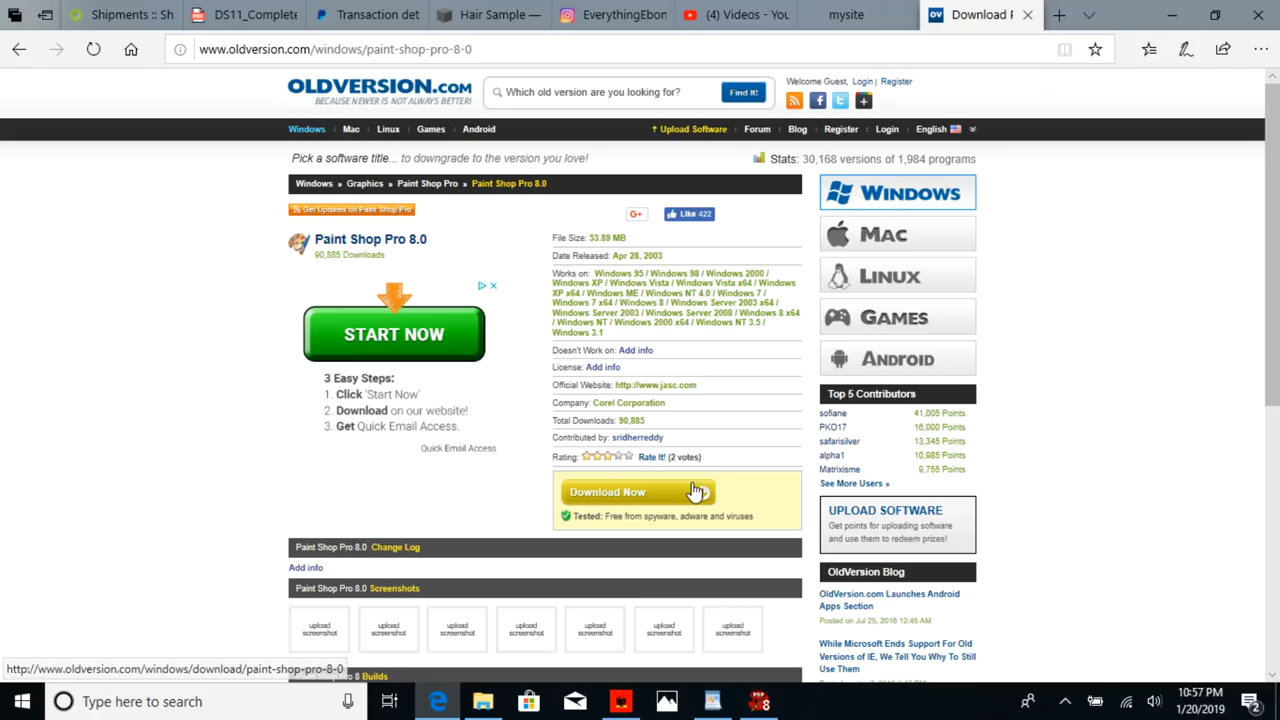 Shipments :: Sh
DS11_Complete
Transaction det
Hair Sample —
EverythingEbon
(4) Videos - You
mysite
Download P
www.oldversion.com/windows/paint-shop-pro-8-0
OLDVERSION.COM
BECAUSE NEWER IS NOT ALWAYS BETTER!
Which old version are you looking for?
Find It!
Welcome Guest, Login | Register
Windows Mac Linux Games Android
↑ Upload Software Forum Blog Register Login English
Pick a software title... to downgrade to the version you love!
Stats: 30,168 versions of 1,984 programs
Windows » Graphics » Paint Shop Pro » Paint Shop Pro 8.0
Get Updates on Paint Shop Pro
G+
Like 422
Paint Shop Pro 8.0
90,885 Downloads
START NOW
3 Easy Steps:
1. Click 'Start Now'
2. Download on our website!
3. Get Quick Email Access.
Quick Email Access
File Size: 53.89 MB
Date Released: Apr 28, 2003
Works on: Windows 95 / Windows 98 / Windows 2000 /
Windows XP / Windows Vista / Windows Vista x64 / Windows
XP x64 / Windows ME / Windows NT 4.0 / Windows 7 /
Windows 7 x64 / Windows 8 / Windows Server 2003 x64 /
Windows Server 2003 / Windows Server 2008 / Windows 8 x64
/ Windows NT / Windows 2000 x64 / Windows NT 3.5 /
Windows 3.1
Doesn't Work on: Add info
License: Add info
Official Website: http://www.jasc.com
Company: Corel Corporation
Total Downloads: 90,885
Contributed by: sridherreddy
Rating: Rate It! (2 votes)
Download Now
Tested: Free from spyware, adware and viruses
Paint Shop Pro 8.0 Change Log
Add info
Paint Shop Pro 8.0 Screenshots
upload screenshot
upload screenshot
upload screenshot
upload screenshot
upload screenshot
upload screenshot
upload screenshot
8 Builds
WINDOWS
MAC
LINUX
GAMES
ANDROID
Top 5 Contributors
sofiane 41,005 Points
PKO17 16,000 Points
safarisilver 13,345 Points
alpha1 10,985 Points
Matrixisme 9,755 Points
See More Users »
UPLOAD SOFTWARE
Get points for uploading software
and use them to redeem prizes!
OldVersion Blog
OldVersion.com Launches Android
Apps Section
Posted on Jul 25, 2016 12:45 AM
While Microsoft Ends Support For Old
Versions of IE, We Tell You Why To Still
Use Them
http://www.oldversion.com/windows/download/paint-shop-pro-8-0
Type here to search
10:57 PM
1/20/2019